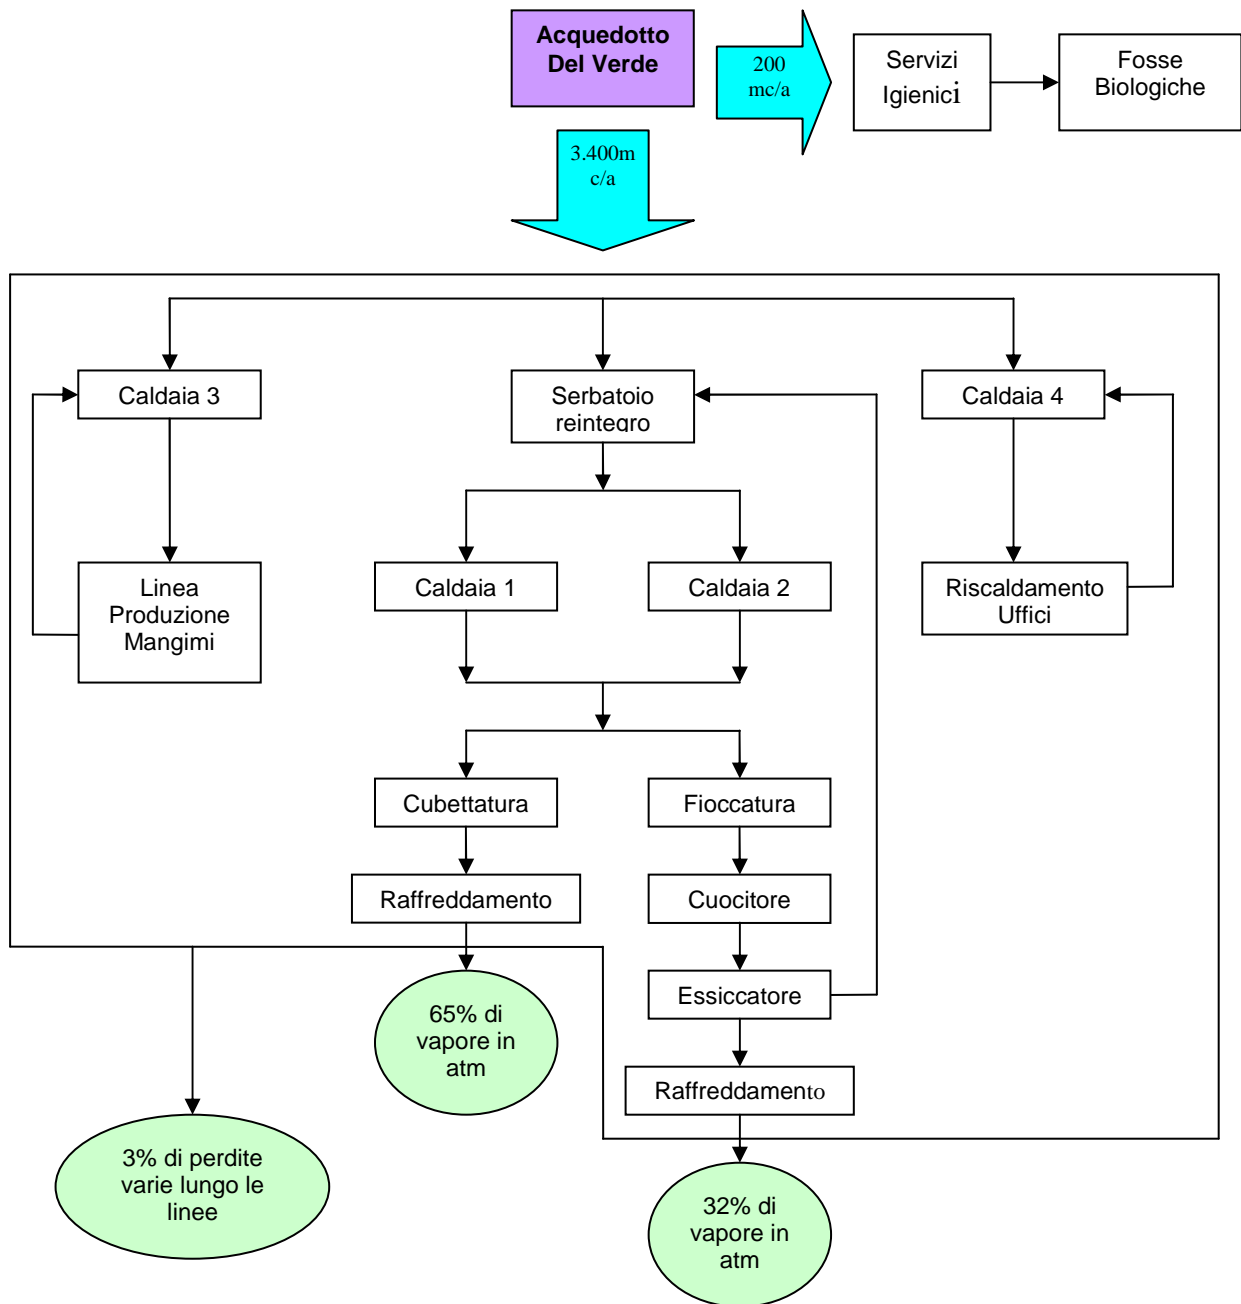 Acquedotto
Del Verde
200
mc/a
Servizi
Igienici
Fosse
Biologiche
3.400m
c/a
Caldaia 3
Serbatoio
reintegro
Caldaia 4
Linea
Produzione
Mangimi
Caldaia 1
Caldaia 2
Riscaldamento
Uffici
Cubettatura
Fioccatura
Raffreddamento
Cuocitore
65% di
vapore in
atm
Essiccatore
Raffreddamento
3% di perdite
varie lungo le
linee
32% di
vapore in
atm